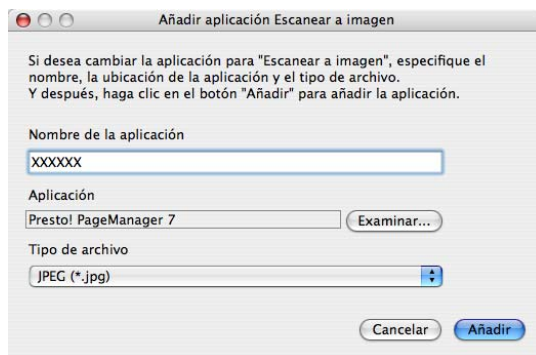 Añadir aplicación Escanear a imagen
Si desea cambiar la aplicación para "Escanear a imagen", especifique el
nombre, la ubicación de la aplicación y el tipo de archivo.
Y después, haga clic en el botón "Añadir" para añadir la aplicación.
Nombre de la aplicación
XXXXXX
Aplicación
Presto! PageManager 7
Examinar...
Tipo de archivo
JPEG (*.jpg)
Cancelar
Añadir